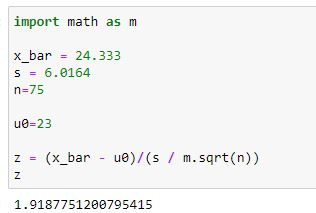 import math as m
x_bar = 24.333
s = 6.0164
n=75
u0=23
z = (x_bar - u0)/(s / m.sqrt(n))
z
1.9187751200795415